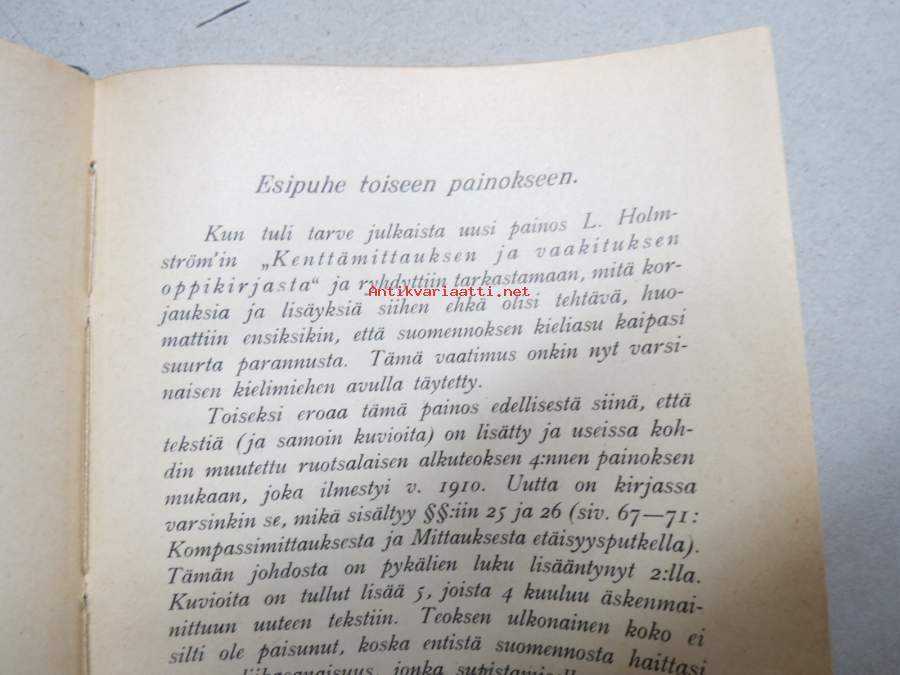 Esipuhe toiseen painokseen.
Kun tuli tarve julkaista uusi painos L. Holm-
ström'in „Kenttämittauksen ja vaakituksen
oppikirjasta“ ja ryhdyttiin tarkastamaan, mitä kor-
Antikvariaatti.net
jauksia ja lisäyksiä siihen ehkä olisi tehtävä, huo-
mattiin ensiksikin, että suomennoksen kieliasu kaipasi
suurta parannusta. Tämä vaatimus onkin nyt varsi-
naisen kielimiehen avulla täytetty.
Toiseksi eroaa tämä painos edellisestä siinä, että
tekstiä (ja samoin kuvioita) on lisätty ja useissa koh-
din muutettu ruotsalaisen alkuteoksen 4:nnen painoksen
mukaan, joka ilmestyi v. 1910. Uutta on kirjassa
varsinkin se, mikä sisältyy §§:iin 25 ja 26 (siv. 67—71:
Kompassimittauksesta ja Mittauksesta etäisyysputkella).
Tämän johdosta on pykälien luku lisääntynyt 2:lla.
Kuvioita on tullut lisää 5, joista 4 kuuluu äskenmai-
nittuun uuteen tekstiin. Teoksen ulkonainen koko ei
silti ole paisunut, koska entistä suomennosta haittasi
jonka